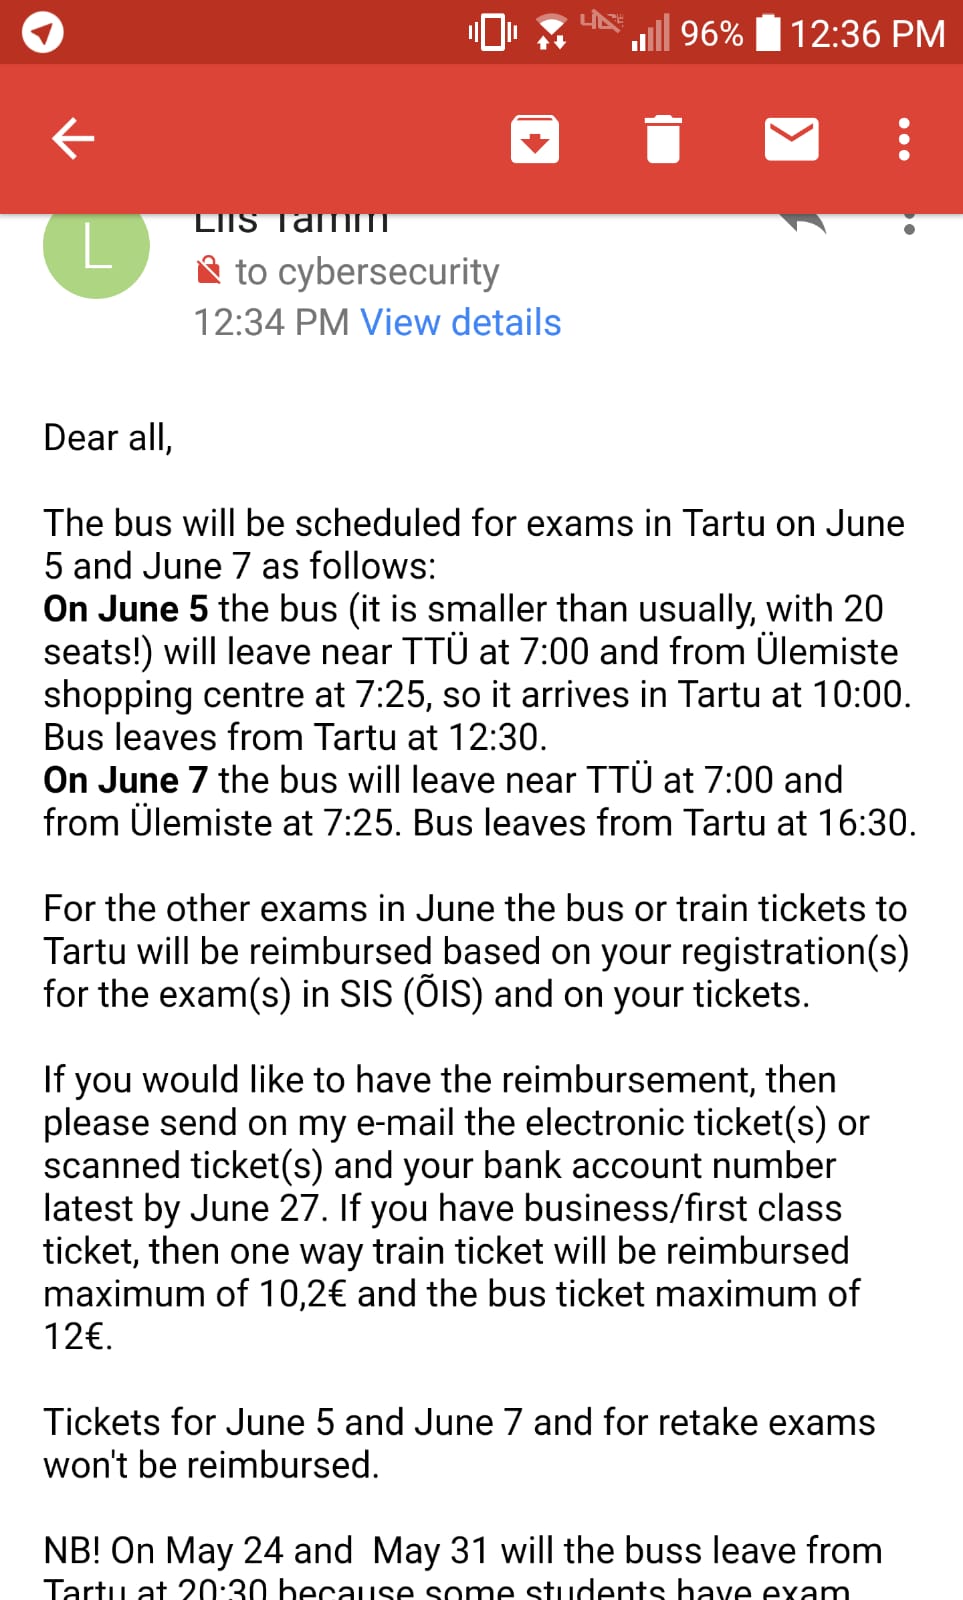 96% 12:36 PM
L
Liis Tamm
to cybersecurity
12:34 PM View details
Dear all,
The bus will be scheduled for exams in Tartu on June
5 and June 7 as follows:
On June 5 the bus (it is smaller than usually, with 20
seats!) will leave near TTÜ at 7:00 and from Ülemiste
shopping centre at 7:25, so it arrives in Tartu at 10:00.
Bus leaves from Tartu at 12:30.
On June 7 the bus will leave near TTÜ at 7:00 and
from Ülemiste at 7:25. Bus leaves from Tartu at 16:30.
For the other exams in June the bus or train tickets to
Tartu will be reimbursed based on your registration(s)
for the exam(s) in SIS (ÕIS) and on your tickets.
If you would like to have the reimbursement, then
please send on my e-mail the electronic ticket(s) or
scanned ticket(s) and your bank account number
latest by June 27. If you have business/first class
ticket, then one way train ticket will be reimbursed
maximum of 10,2€ and the bus ticket maximum of
12€.
Tickets for June 5 and June 7 and for retake exams
won't be reimbursed.
NB! On May 24 and  May 31 will the buss leave from
Tartu at 20:30 because some students have exam